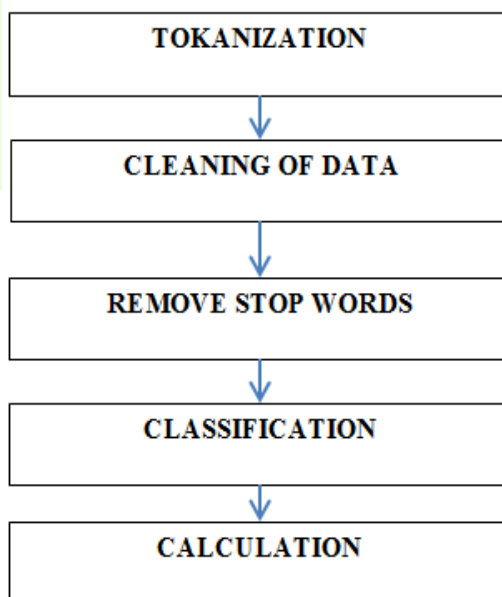 TOKANIZATION
CLEANING OF DATA
REMOVE STOP WORDS
CLASSIFICATION
CALCULATION